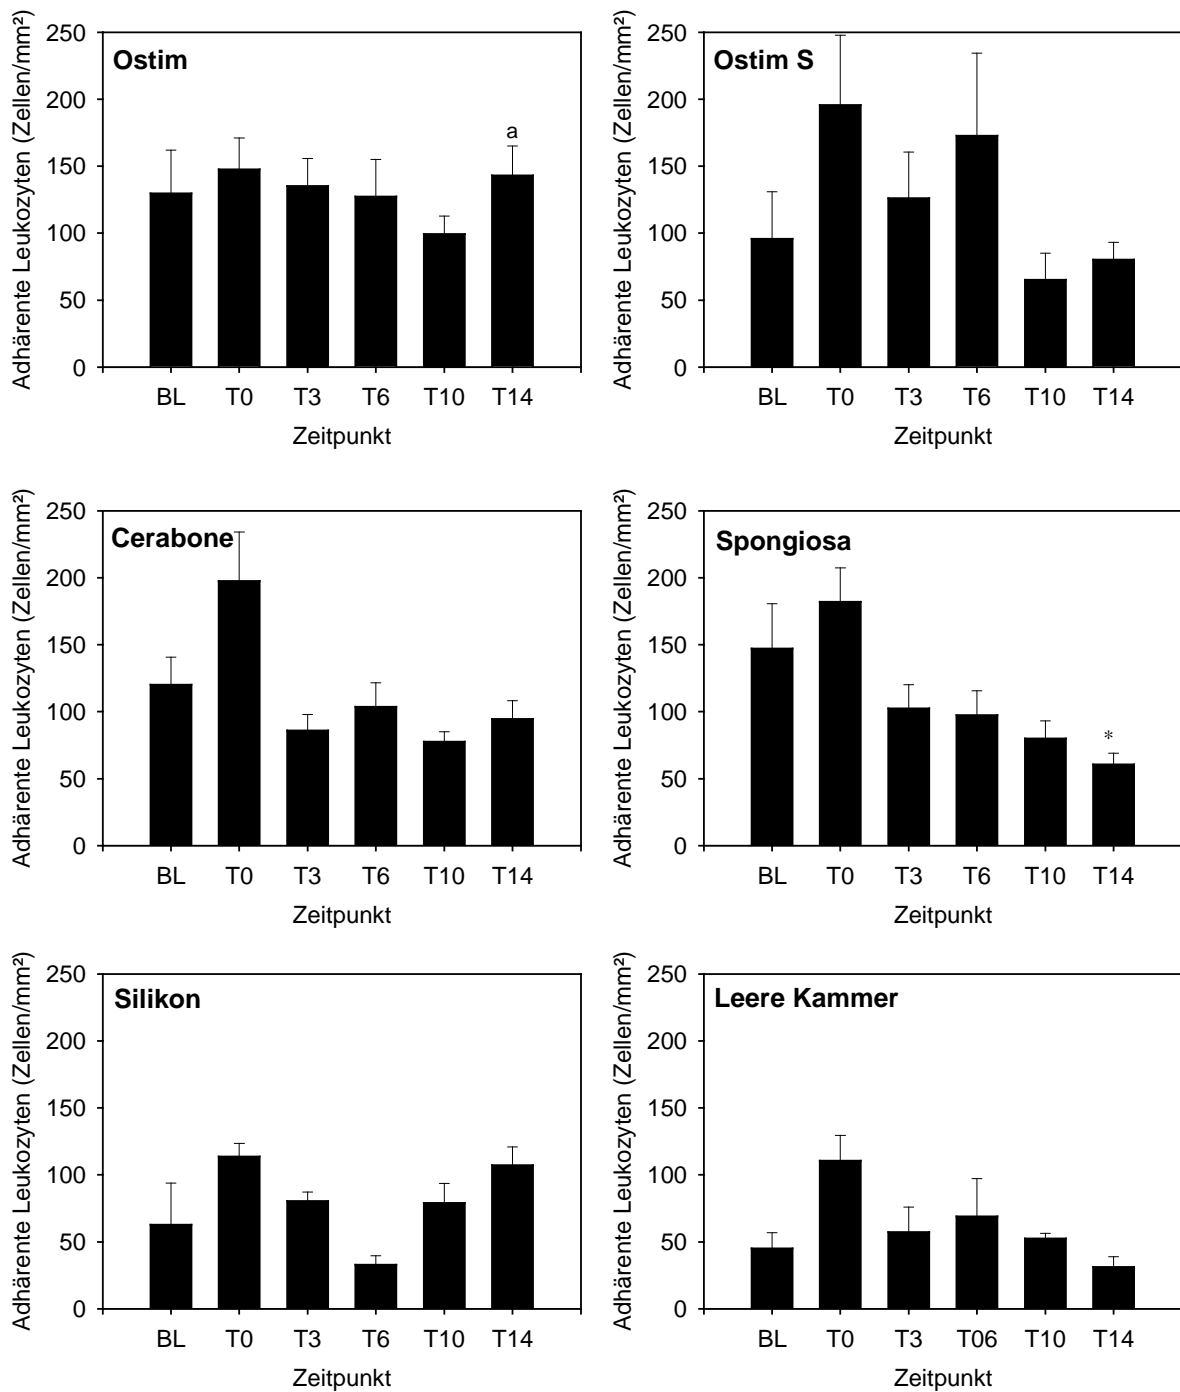 Adhärente Leukozyten (Zellen/mm²)
250
200
150
100
50
0
Ostim
a
BL T0 T3 T6 T10 T14
Zeitpunkt
Adhärente Leukozyten (Zellen/mm²)
250
200
150
100
50
0
Ostim S
BL T0 T3 T6 T10 T14
Zeitpunkt
Adhärente Leukozyten (Zellen/mm²)
250
200
150
100
50
0
Cerabone
BL T0 T3 T6 T10 T14
Zeitpunkt
Adhärente Leukozyten (Zellen/mm²)
250
200
150
100
50
0
Spongiosa
*
BL T0 T3 T6 T10 T14
Zeitpunkt
Adhärente Leukozyten (Zellen/mm²)
250
200
150
100
50
0
Silikon
BL T0 T3 T6 T10 T14
Zeitpunkt
Adhärente Leukozyten (Zellen/mm²)
250
200
150
100
50
0
Leere Kammer
BL T0 T3 T06 T10 T14
Zeitpunkt